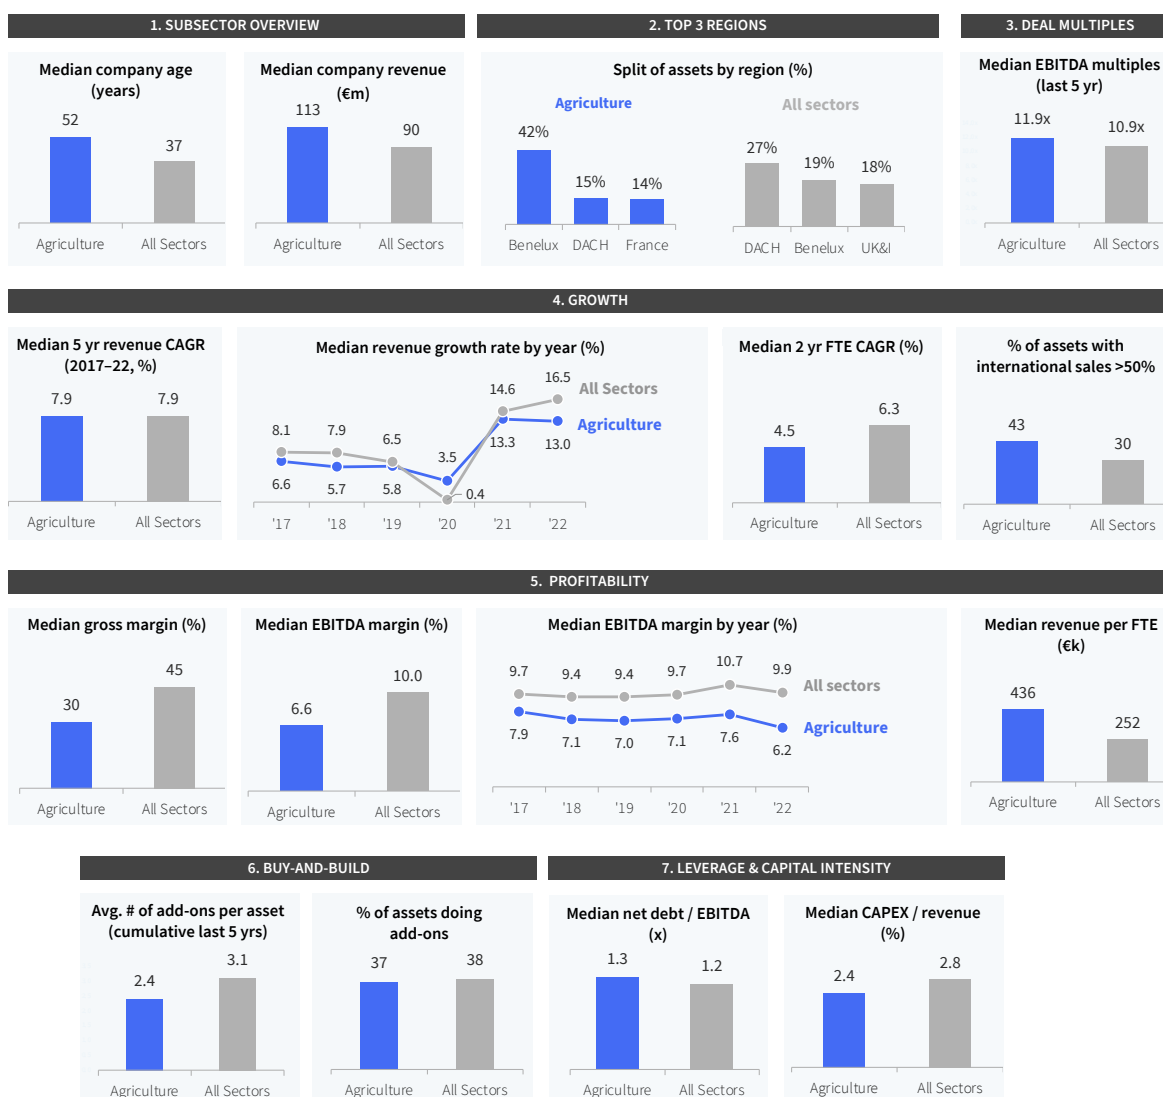 1. SUBSECTOR OVERVIEW
Median company age
(years)
52
37
Agriculture
All Sectors
Median company revenue
(€m)
113
90
Agriculture
All Sectors
2. TOP 3 REGIONS
Split of assets by region (%)
Agriculture
42%
15%
14%
Benelux
DACH
France
All sectors
27%
19%
18%
DACH
Benelux
UK&I
3. DEAL MULTIPLES
Median EBITDA multiples
(last 5 yr)
11.9x
10.9x
Agriculture
All Sectors
4. GROWTH
Median 5 yr revenue CAGR
(2017–22, %)
7.9
7.9
Agriculture
All Sectors
Median revenue growth rate by year (%)
8.1
7.9
6.5
3.5
14.6
16.5
All Sectors
Agriculture
6.6
5.7
5.8
0.4
13.3
13.0
'17
'18
'19
'20
'21
'22
Median 2 yr FTE CAGR (%)
4.5
6.3
Agriculture
All Sectors
% of assets with
international sales >50%
43
30
Agriculture
All Sectors
5. PROFITABILITY
Median gross margin (%)
30
45
Agriculture
All Sectors
Median EBITDA margin (%)
6.6
10.0
Agriculture
All Sectors
Median EBITDA margin by year (%)
9.7
9.4
9.4
9.7
10.7
9.9
All sectors
Agriculture
7.9
7.1
7.0
7.1
7.6
6.2
'17
'18
'19
'20
'21
'22
Median revenue per FTE
(€k)
436
252
Agriculture
All Sectors
6. BUY-AND-BUILD
Avg. # of add-ons per asset
(cumulative last 5 yrs)
2.4
3.1
Agriculture
All Sectors
% of assets doing
add-ons
37
38
Agriculture
All Sectors
7. LEVERAGE & CAPITAL INTENSITY
Median net debt / EBITDA
(x)
1.3
1.2
Agriculture
All Sectors
Median CAPEX / revenue
(%)
2.4
2.8
Agriculture
All Sectors